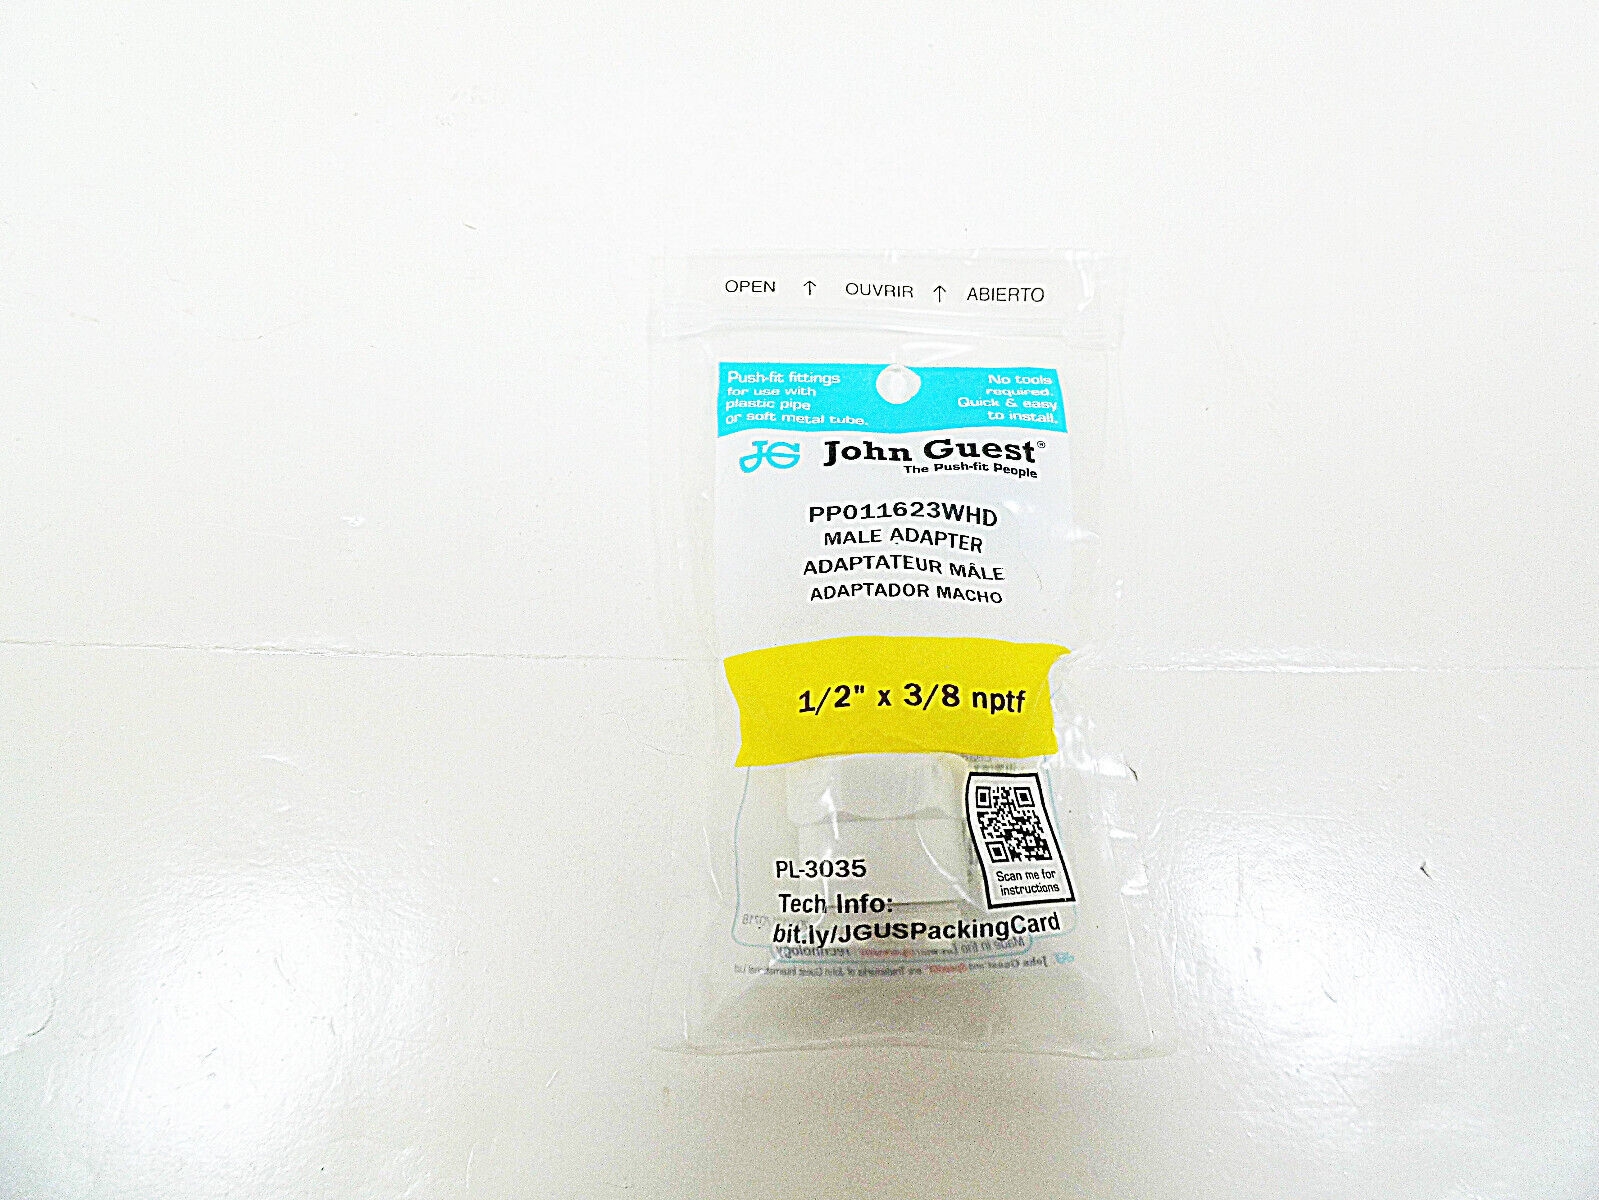 OPEN ↑ OUVRIR ↑ ABIERTO
Push-fit fittings
for use with
plastic pipe
or soft metal tube.
No tools
required.
Quick & easy
to install.
JG John Guest®
The Push-fit People
PP011623WHD
MALE ADAPTER
ADAPTATEUR MÂLE
ADAPTADOR MACHO
1/2" x 3/8 nptf
Scan me for
instructions
PL-3035
Tech Info:
bit.ly/JGUSPackingCard